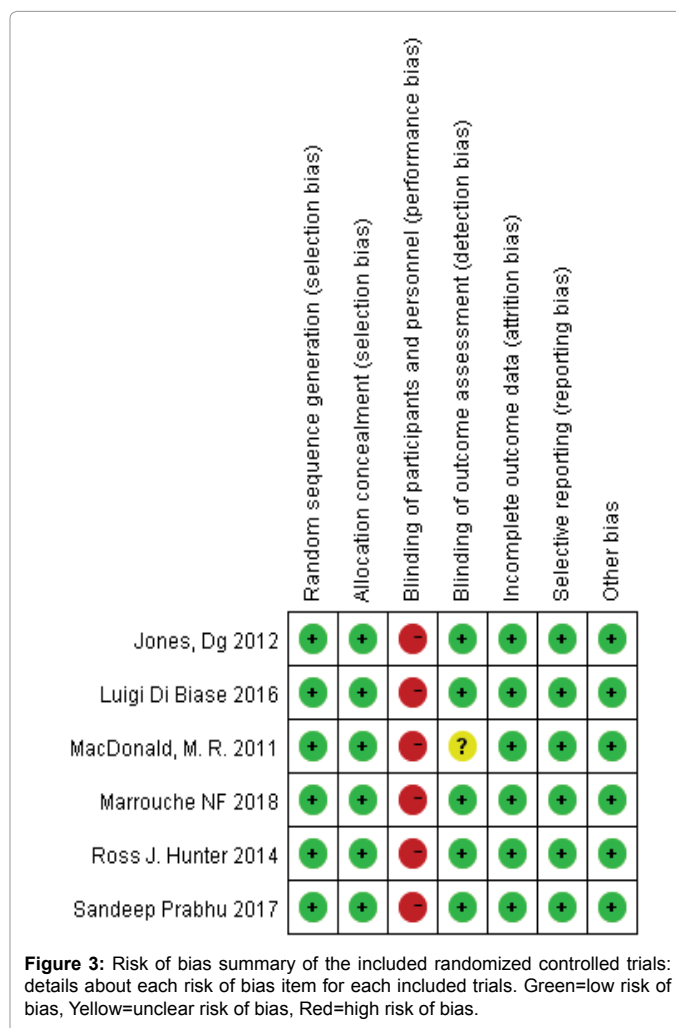 Random sequence generation (selection bias)
Allocation concealment (selection bias)
Blinding of participants and personnel (performance bias)
Blinding of outcome assessment (detection bias)
Incomplete outcome data (attrition bias)
Selective reporting (reporting bias)
Other bias
Jones, Dg 2012 + + - + + + +
Luigi Di Biase 2016 + + - + + + +
MacDonald, M. R. 2011 + + - ? + + +
Marrouche NF 2018 + + - + + + +
Ross J. Hunter 2014 + + - + + + +
Sandeep Prabhu 2017 + + - + + + +
Figure 3: Risk of bias summary of the included randomized controlled trials:
details about each risk of bias item for each included trials. Green=low risk of
bias, Yellow=unclear risk of bias, Red=high risk of bias.